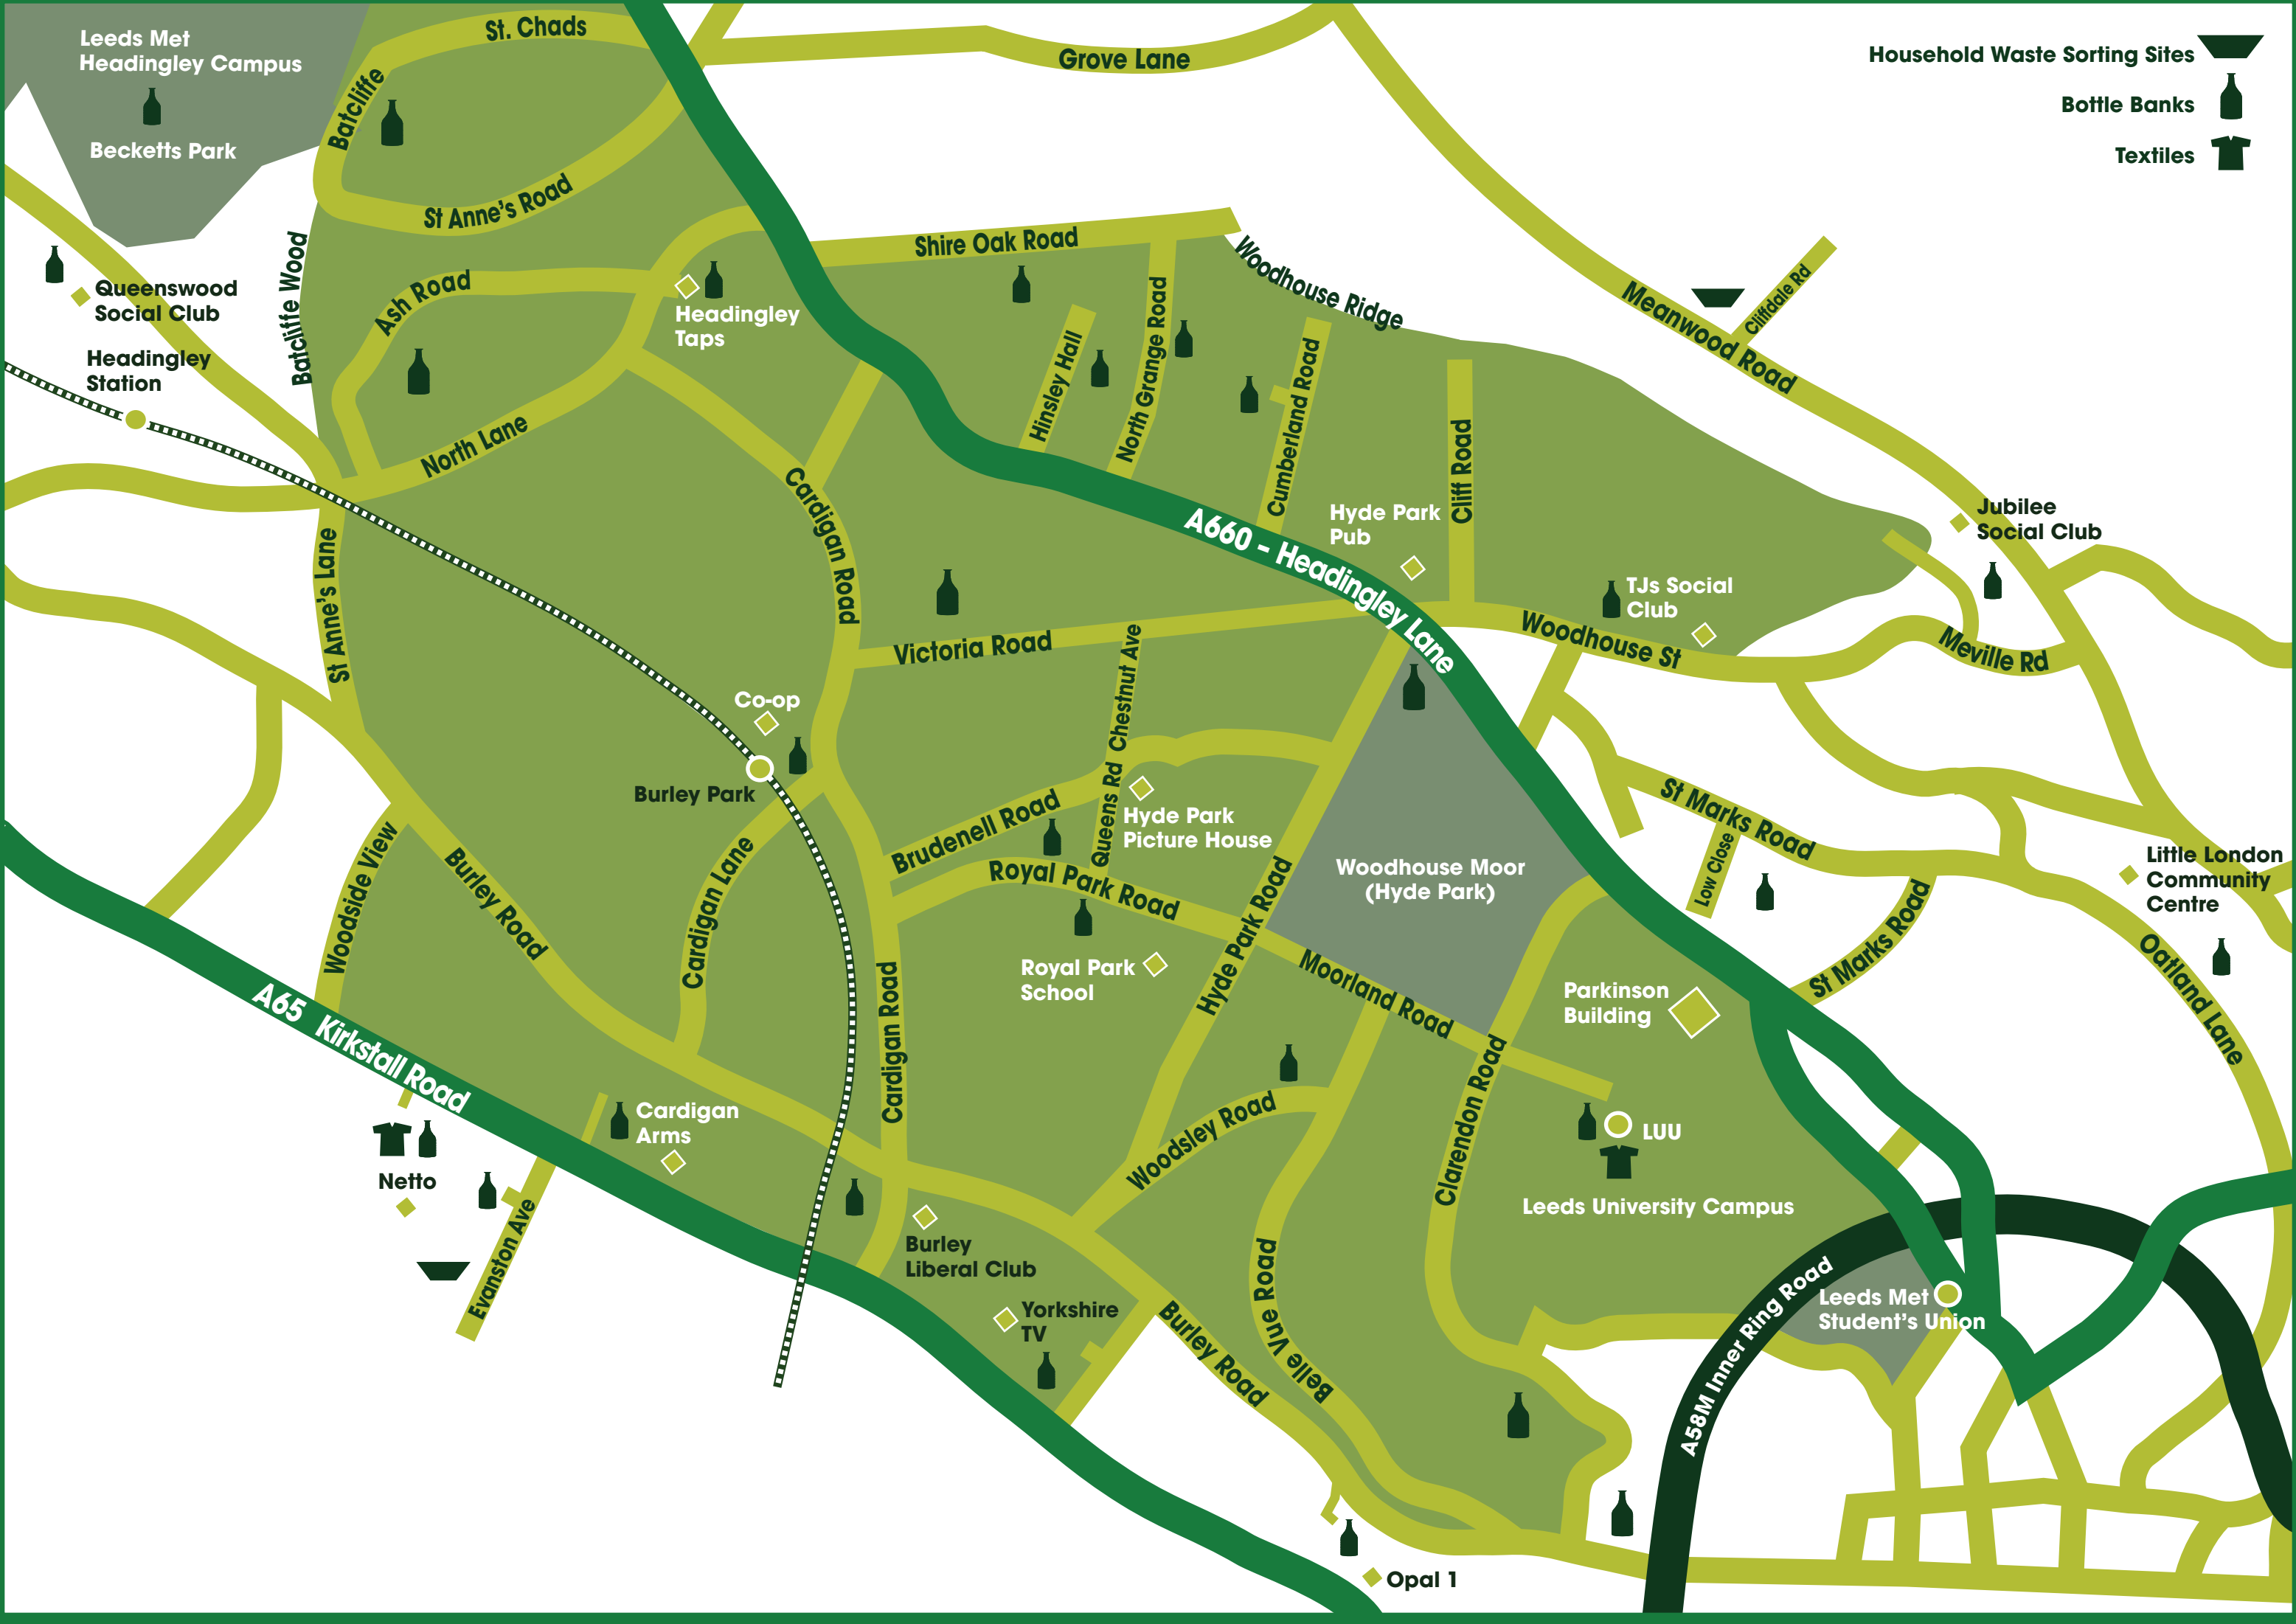 Leeds Met
Headingley Campus
Becketts Park
St. Chads
Batcliffe
St Anne's Road
Grove Lane
Household Waste Sorting Sites
Bottle Banks
Textiles
Queenswood
Social Club
Headingley
Station
Batcliffe Wood
Ash Road
Headingley
Taps
Shire Oak Road
Woodhouse Ridge
Hinsley Hall
North Grange Road
Cumberland Road
Cliff Road
Meanwood Road
Cliffdale Rd
North Lane
Cardigan Road
A660 - Headingley Lane
Hyde Park
Pub
TJs Social
Club
Jubilee
Social Club
St Anne's Lane
Victoria Road
Chestnut Ave
Woodhouse St
Meville Rd
Co-op
Burley Park
Brudenell Road
Queens Rd
Hyde Park
Picture House
Royal Park Road
Woodhouse Moor
(Hyde Park)
St Marks Road
Low Close
Little London
Community
Centre
Woodside View
Burley Road
Cardigan Lane
Cardigan Road
Royal Park
School
Hyde Park Road
Moorland Road
Parkinson
Building
St Marks Road
Oatland Lane
A65 Kirkstall Road
Cardigan
Arms
Netto
Evanston Ave
Woodsley Road
Clarendon Road
LUU
Leeds University Campus
Burley
Liberal Club
Yorkshire
TV
Burley Road
Belle Vue Road
A58M Inner Ring Road
Leeds Met
Student's Union
Opal 1